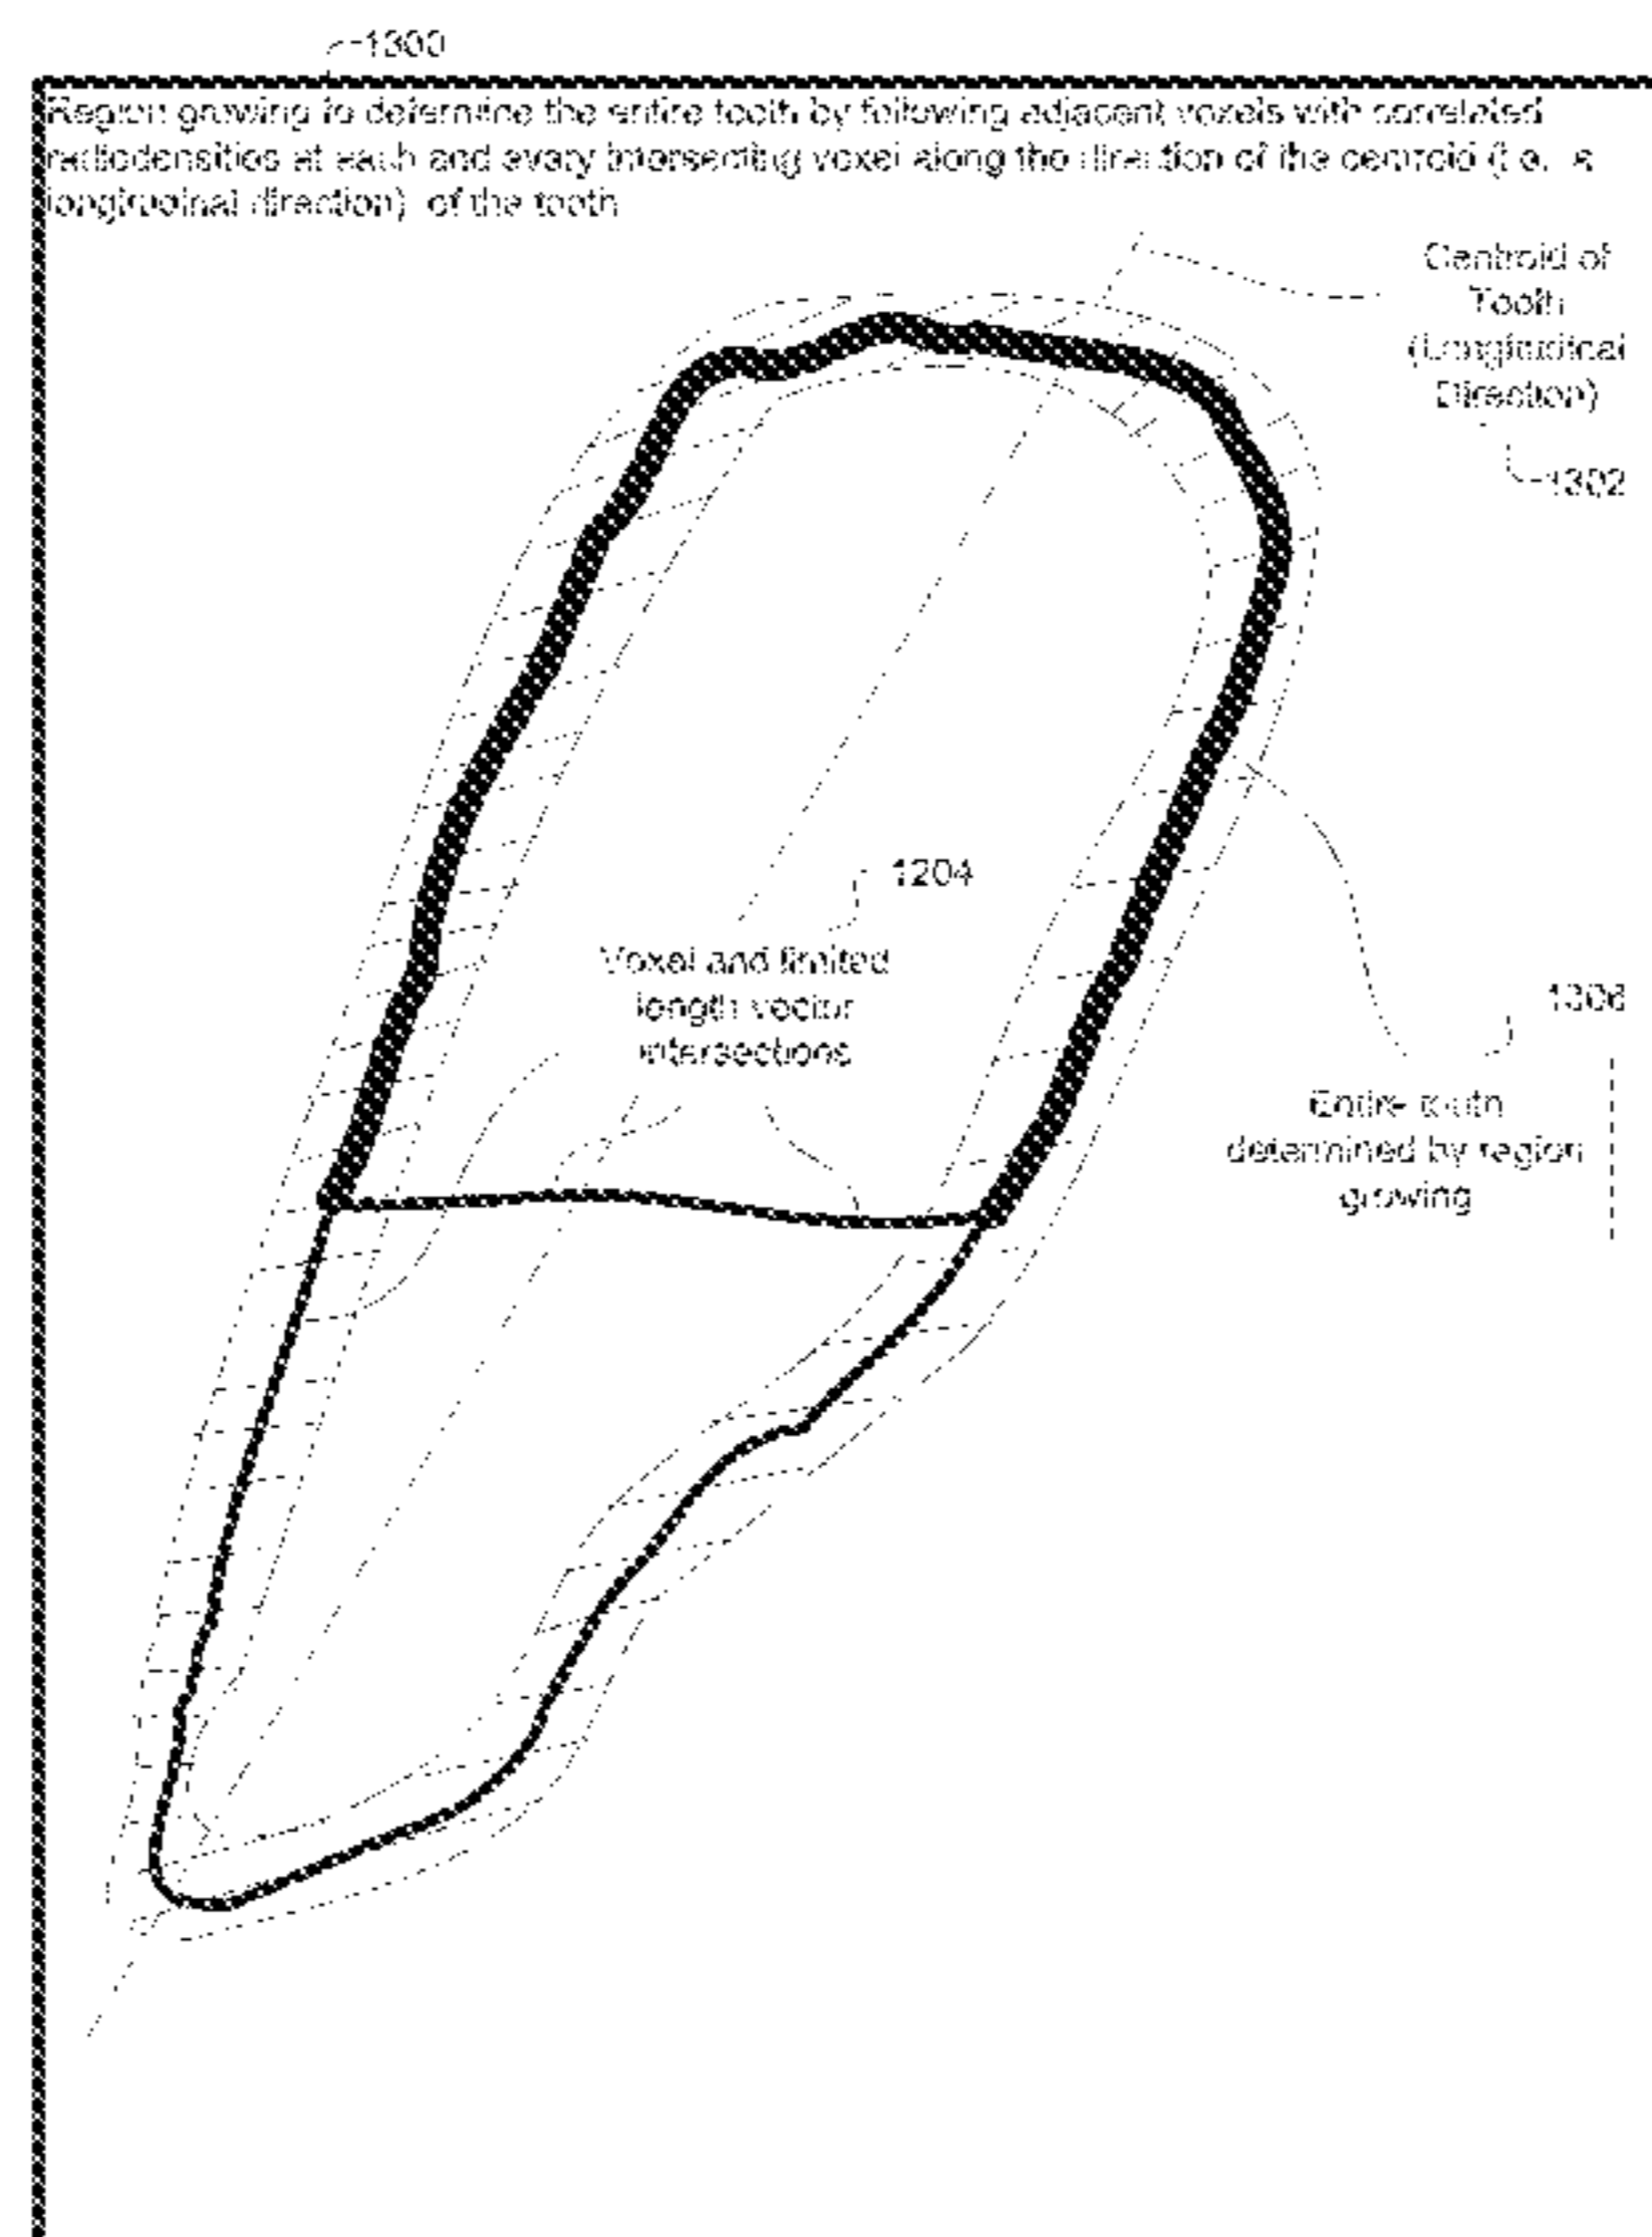 1300
Region growing to determine the entire tooth by following adjacent voxels with correlated
radiodensities at each and every intersecting voxel along the direction of the centroid (i.e. a
longitudinal direction) of the tooth
Centroid of
Tooth
(Longitudinal
Direction)
1302
1204
Voxel and limited
length vector
intersections
1306
Entire tooth
determined by region
growing